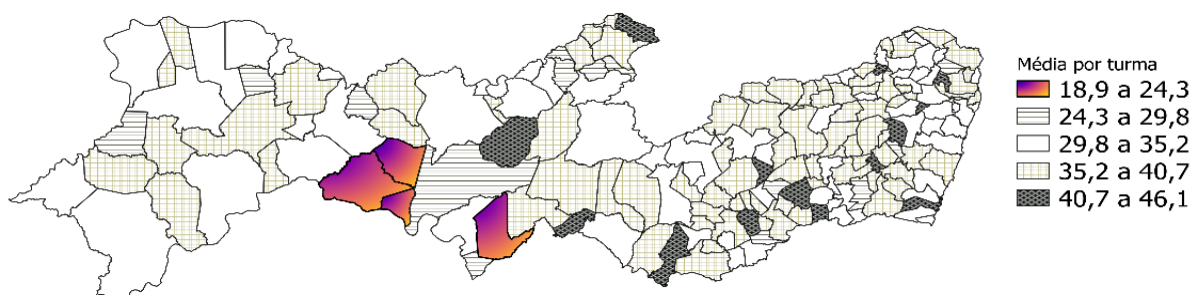 Média por turma
18,9 a 24,3
24,3 a 29,8
29,8 a 35,2
35,2 a 40,7
40,7 a 46,1